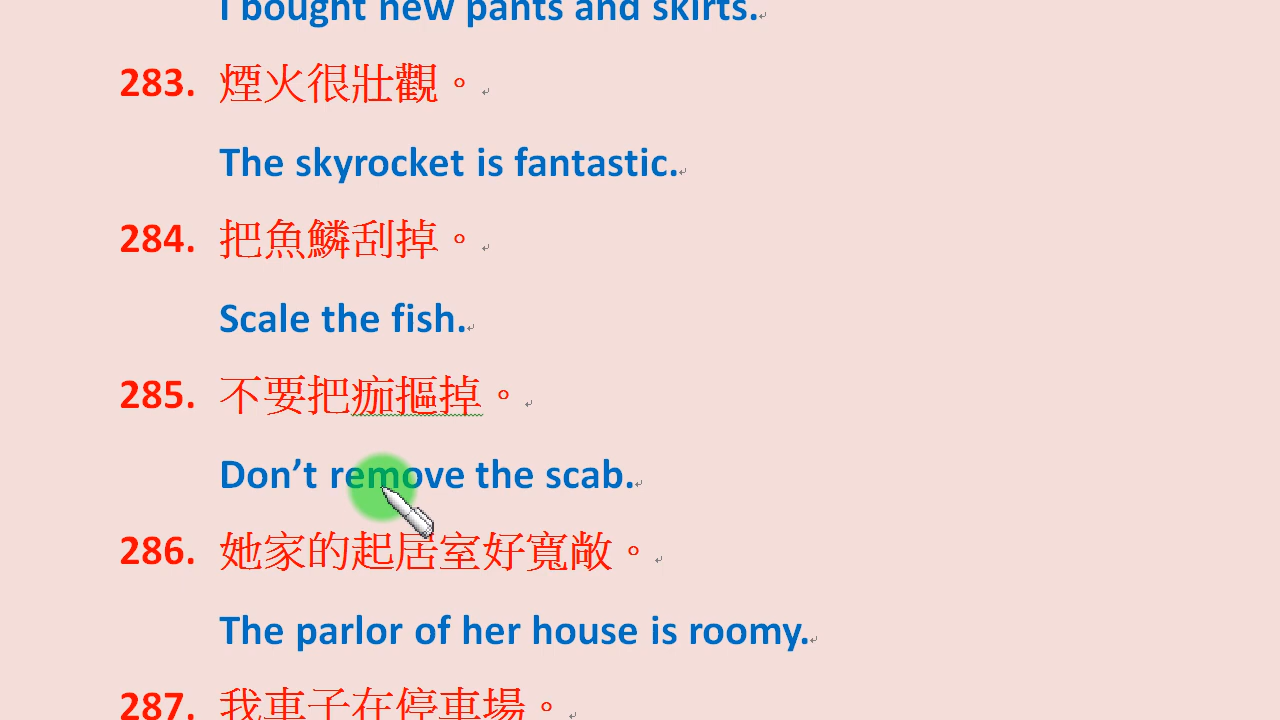 I bought new pants and skirts.
283. 煙火很壯觀。
The skyrocket is fantastic.
284. 把魚鱗刮掉。
Scale the fish.
285. 不要把痂摳掉。
Don’t remove the scab.
286. 她家的起居室好寬敞。
The parlor of her house is roomy.
287. 我車子在停車場。